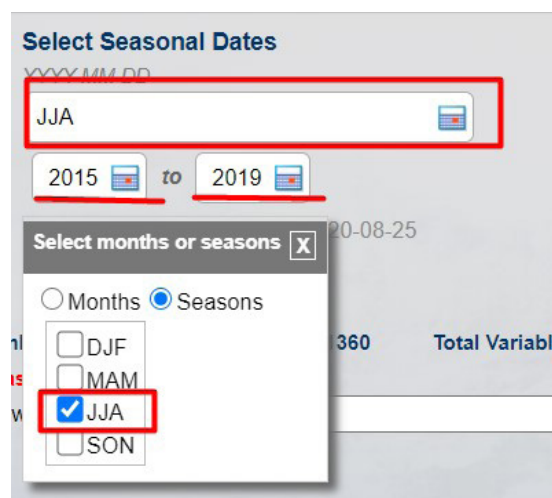 Select Seasonal Dates
YYYY-MM-DD
JJA
2015 to 2019
20-08-25
Select months or seasons X
Months Seasons
DJF
360 Total Variabl
MAM
JJA
SON